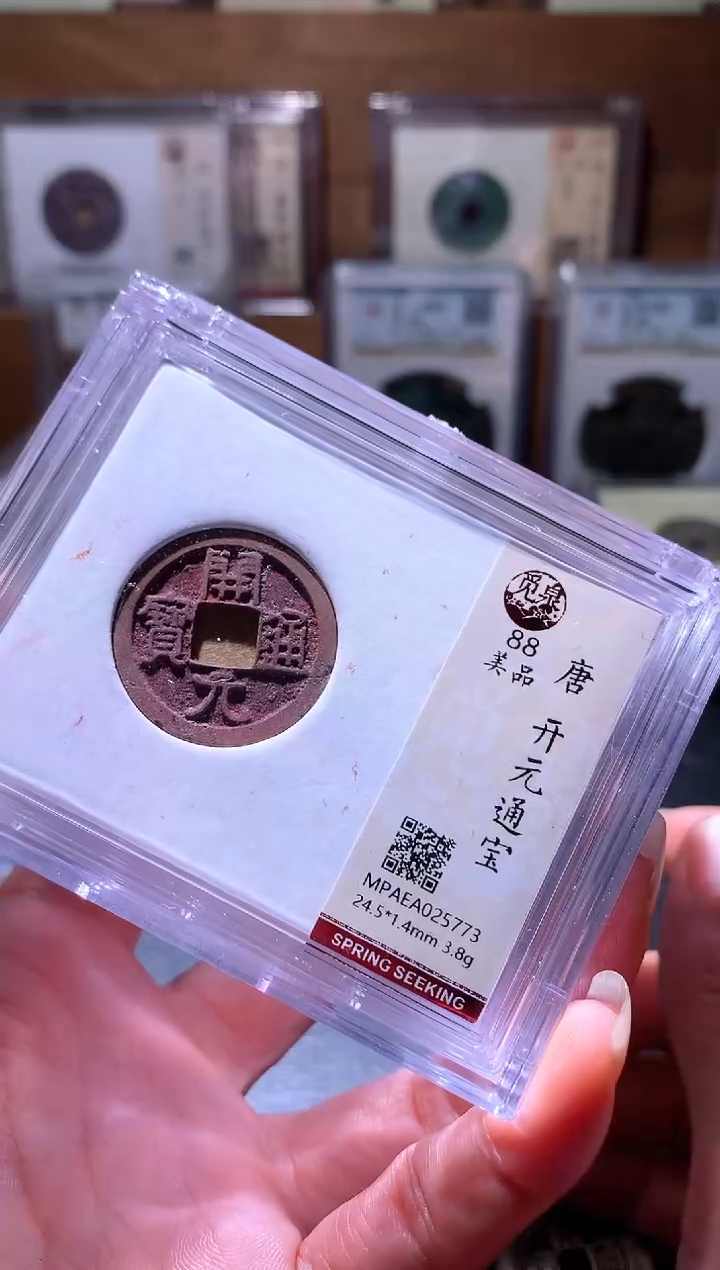 開
通
元
寶
觅泉
88
美品
唐
开元通宝
MPAEA025773
24.5*1.4mm 3.8g
SPRING SEEKING